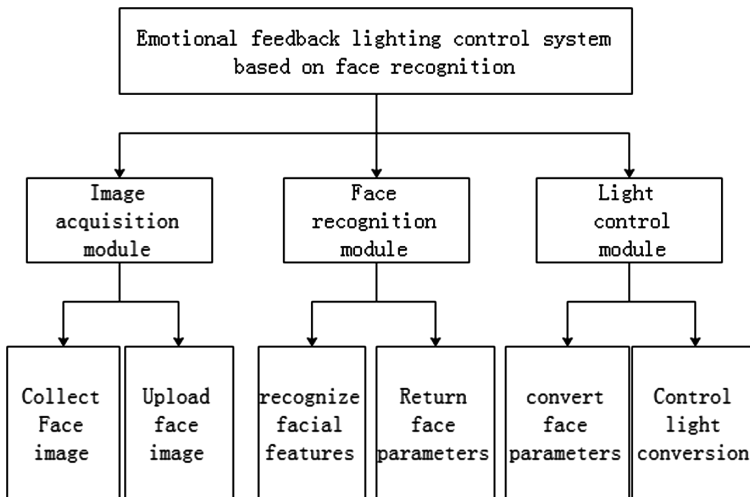 Emotional feedback lighting control system
based on face recognition
Image
acquisition
module
Face
recognition
module
Light
control
module
Collect
Face
image
Upload
face
image
recognize
facial
features
Return
face
parameters
convert
face
parameters
Control
light
conversion